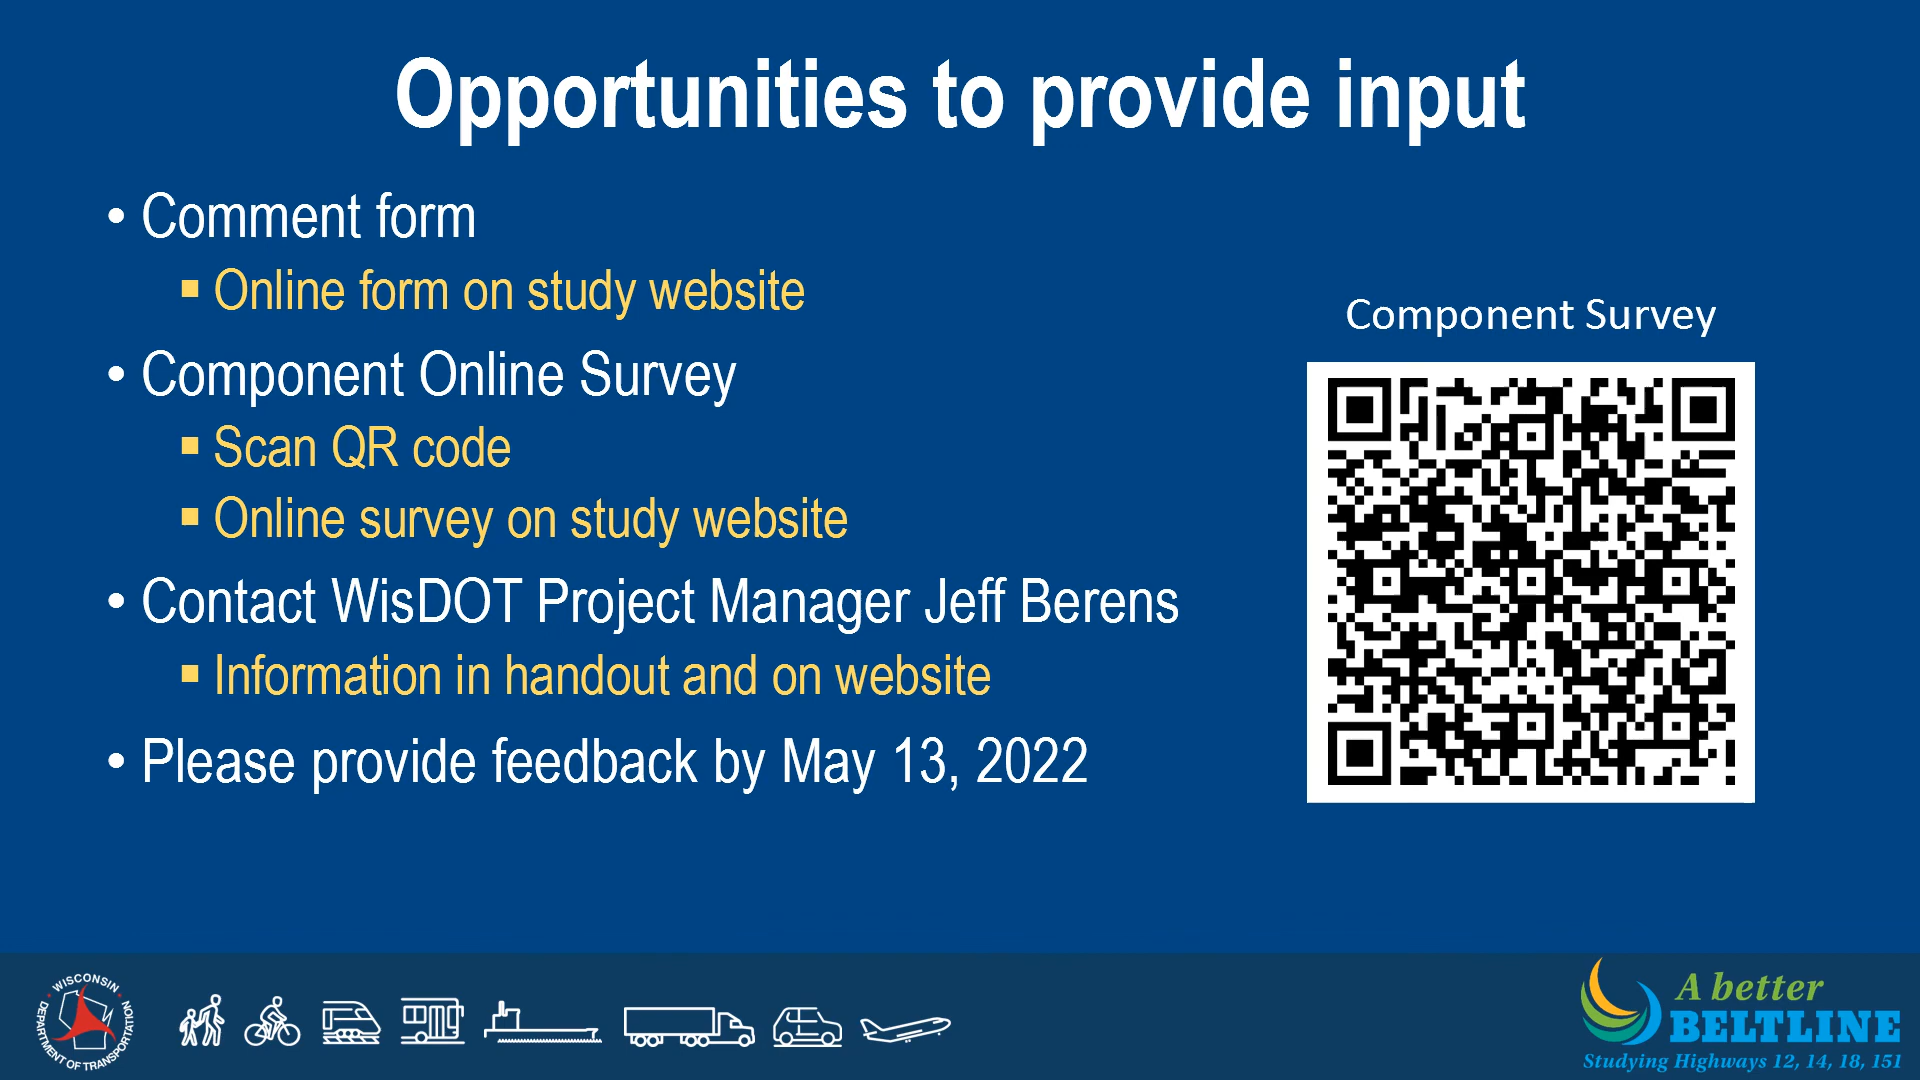 Opportunities to provide input
• Comment form
▪ Online form on study website
• Component Online Survey
▪ Scan QR code
▪ Online survey on study website
• Contact WisDOT Project Manager Jeff Berens
▪ Information in handout and on website
• Please provide feedback by May 13, 2022
Component Survey
WISCONSIN
DEPARTMENT OF TRANSPORTATION
A better
BELTLINE
Studying Highways 12, 14, 18, 151